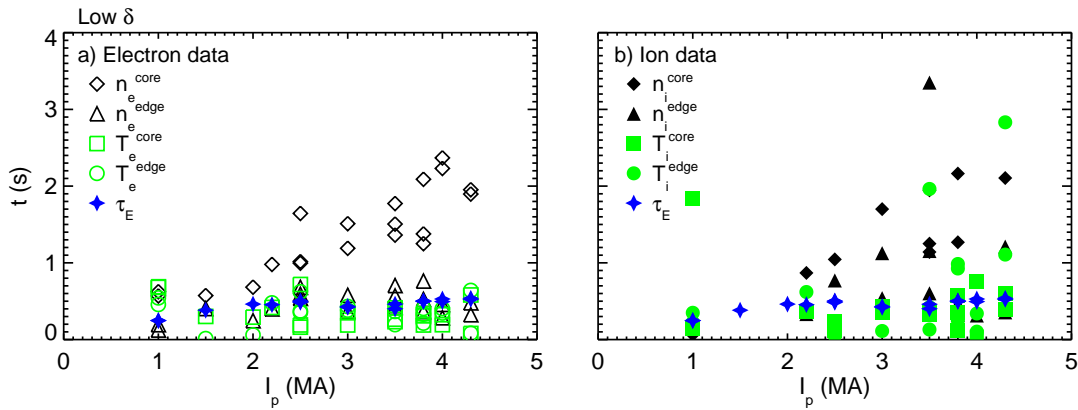 Low δ
a) Electron data
n_e^core
n_e^edge
T_e^core
T_e^edge
τ_E
t (s)
4
3
2
1
0
0 1 2 3 4 5
I_p (MA)
b) Ion data
n_i^core
n_i^edge
T_i^core
T_i^edge
τ_E
0 1 2 3 4 5
I_p (MA)